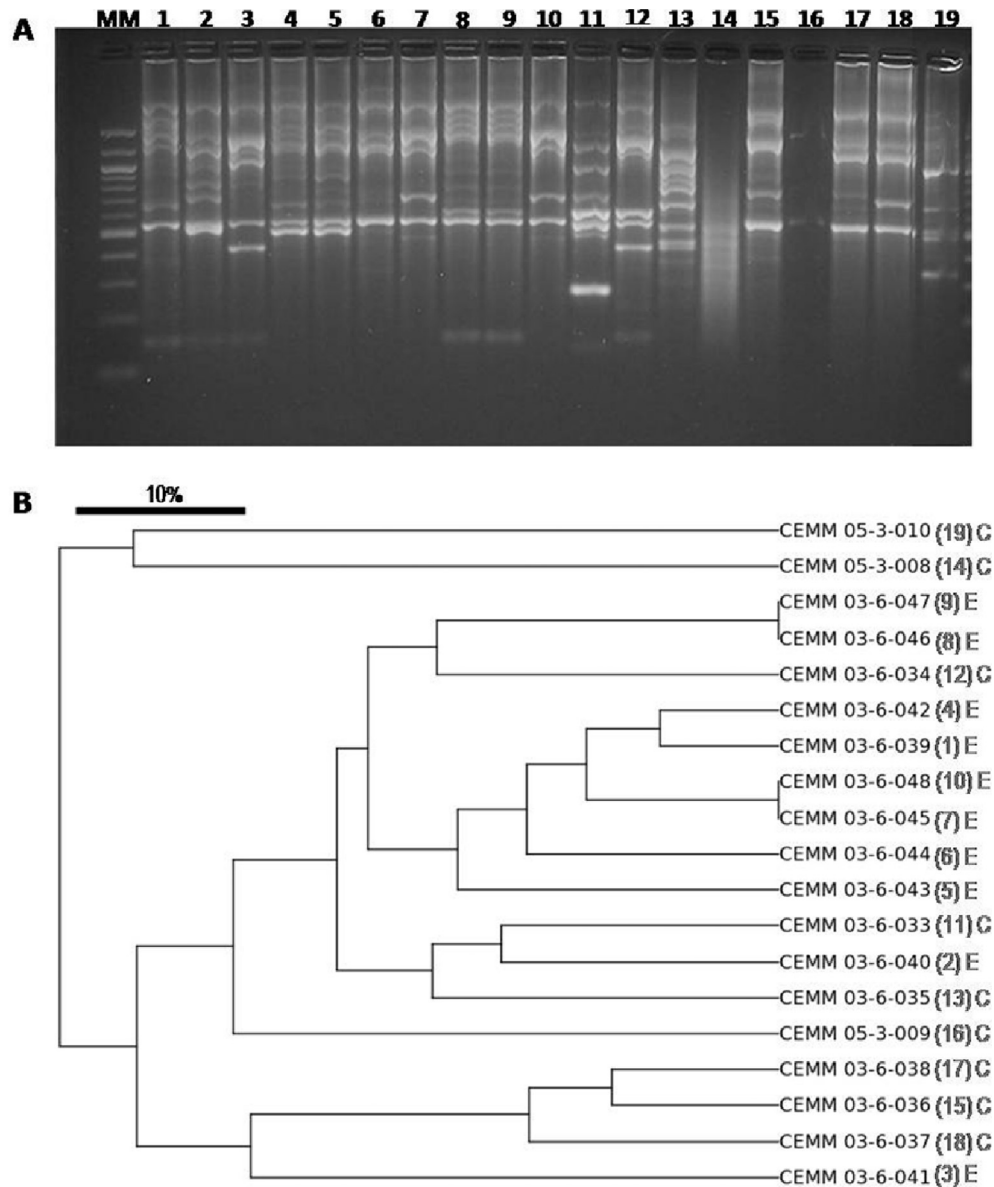 A
MM 1 2 3 4 5 6 7 8 9 10 11 12 13 14 15 16 17 18 19
B
10%
CEMM 05-3-010 (19) C
CEMM 05-3-008 (14) C
CEMM 03-6-047 (9) E
CEMM 03-6-046 (8) E
CEMM 03-6-034 (12) C
CEMM 03-6-042 (4) E
CEMM 03-6-039 (1) E
CEMM 03-6-048 (10) E
CEMM 03-6-045 (7) E
CEMM 03-6-044 (6) E
CEMM 03-6-043 (5) E
CEMM 03-6-033 (11) C
CEMM 03-6-040 (2) E
CEMM 03-6-035 (13) C
CEMM 05-3-009 (16) C
CEMM 03-6-038 (17) C
CEMM 03-6-036 (15) C
CEMM 03-6-037 (18) C
CEMM 03-6-041 (3) E